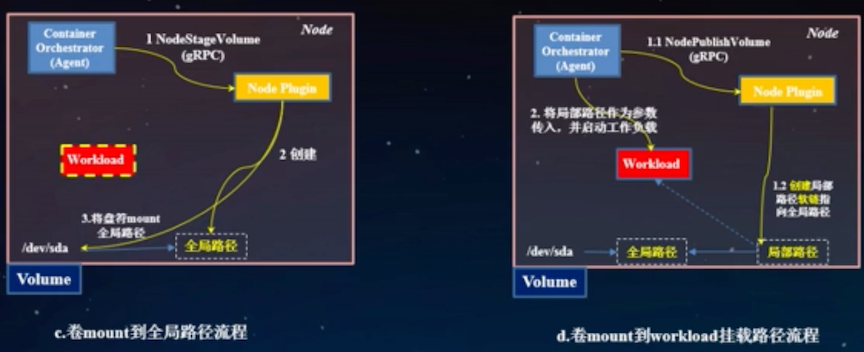 Node
Container
Orchestrator
(Agent)
1 NodeStageVolume
(gRPC)
Node Plugin
Workload
2 创建
3.将盘符mount
全局路径
/dev/sda
全局路径
Volume
c.卷mount到全局路径流程
Node
Container
Orchestrator
(Agent)
1.1 NodePublishVolume
(gRPC)
Node Plugin
2. 将局部路径作为参数
传入，并启动工作负载
Workload
1.2 创建局部
路径软链指
向全局路径
/dev/sda
全局路径
局部路径
Volume
d.卷mount到workload挂载路径流程